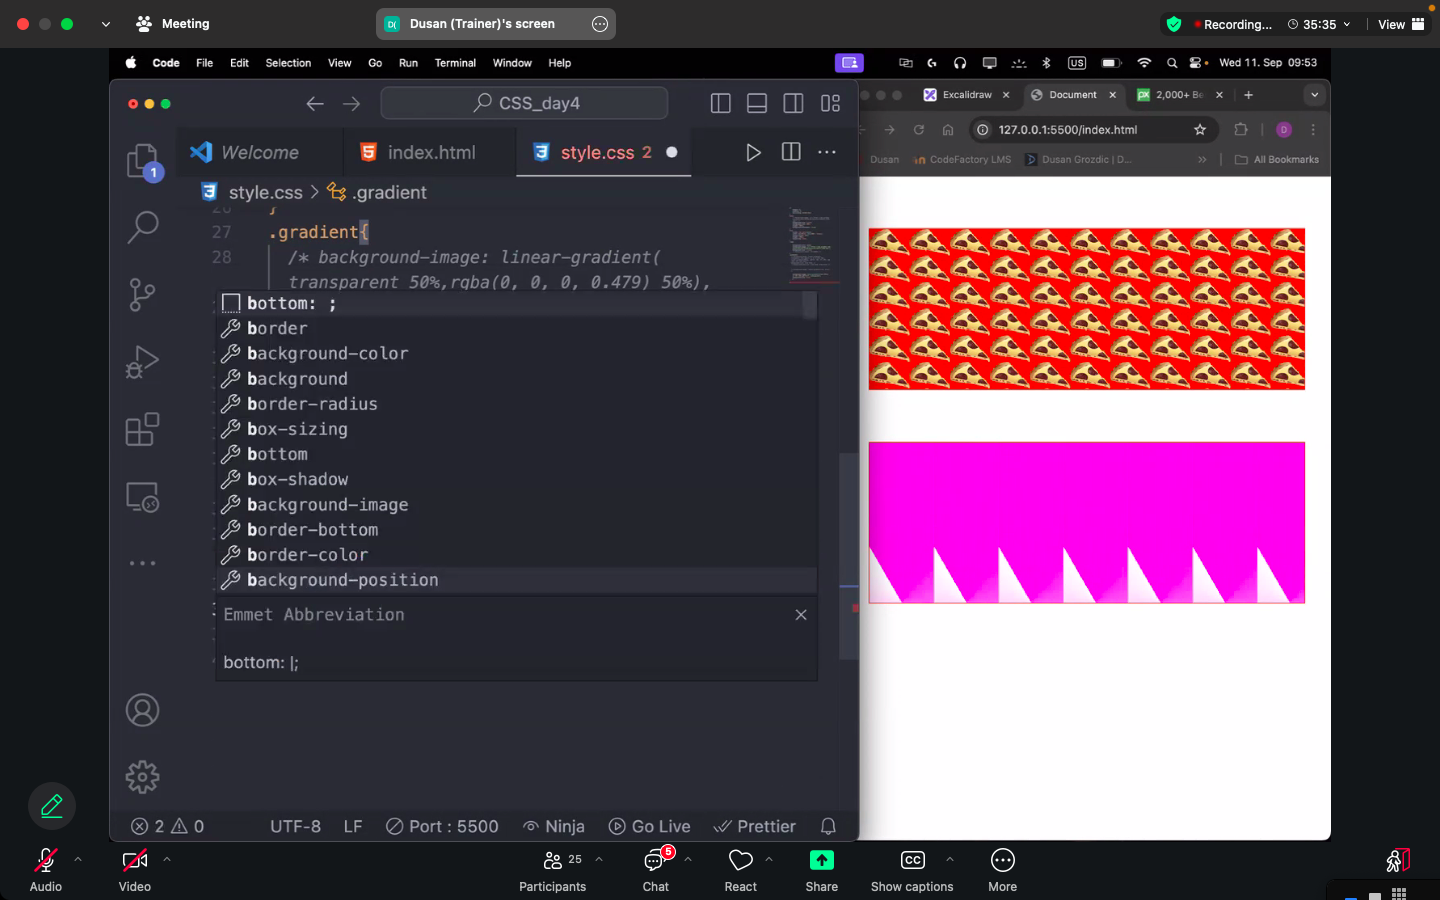 Meeting
D(
Dusan (Trainer)'s screen
Recording...
35:35
View
Code
File
Edit
Selection
View
Go
Run
Terminal
Window
Help
US
Wed 11. Sep 09:53
CSS_day4
Excalidraw
Document
2,000+ Be
127.0.0.1:5500/index.html
D
Dusan
CodeFactory LMS
Dusan Grozdic | D...
All Bookmarks
1
Welcome
index.html
style.css 2
style.css > .gradient
26 }
27 .gradient{
28 /* background-image: linear-gradient(
transparent 50%,rgba(0, 0, 0, 0.479) 50%),
bottom: ;
border
background-color
background
border-radius
box-sizing
bottom
box-shadow
background-image
border-bottom
border-color
background-position
Emmet Abbreviation
bottom: |;
2
0
UTF-8
LF
Port : 5500
Ninja
Go Live
Prettier
Audio
Video
25
Participants
5
Chat
React
Share
CC
Show captions
More